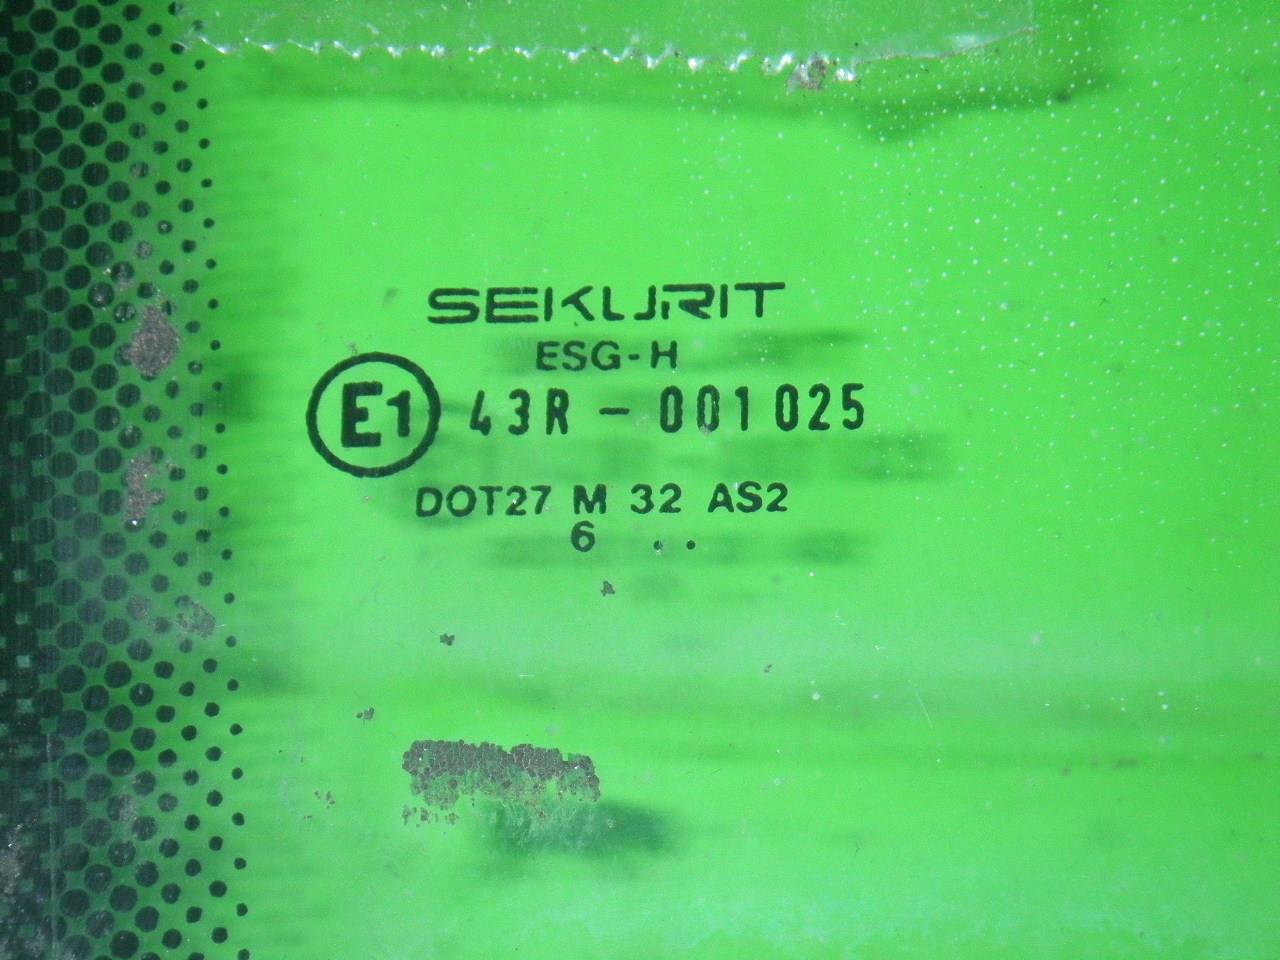 SEKURIT
ESG-H
E1 43R - 001025
DOT27 M 32 AS2
6 ..